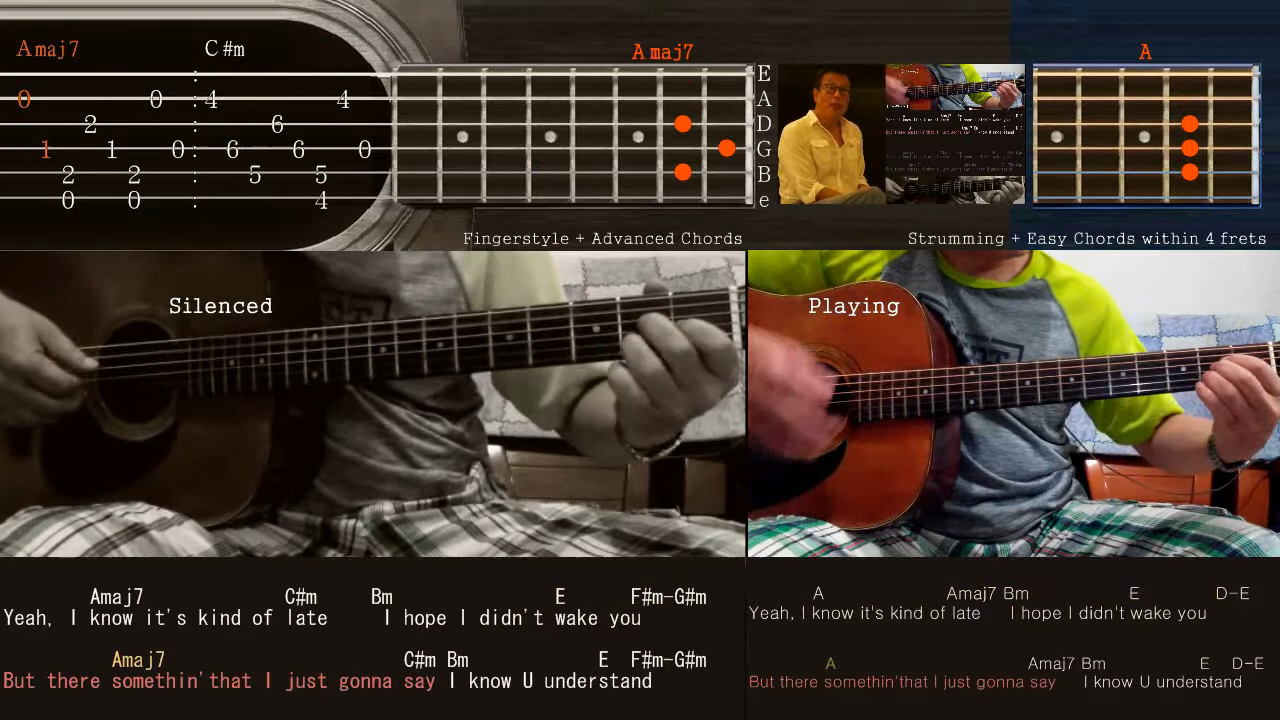 Amaj7 C#m
0 0 4 4
2 6
1 1 0 6 6 0
2 2 5 5
0 0 4
A maj7
E
A
D
G
B
e
A
Fingerstyle + Advanced Chords
Strumming + Easy Chords within 4 frets
Silenced
Playing
Amaj7 C#m Bm E F#m-G#m
Yeah, I know it's kind of late I hope I didn't wake you
Amaj7 C#m Bm E F#m-G#m
But there somethin'that I just gonna say I know U understand
A Amaj7 Bm E D-E
Yeah, I know it's kind of late I hope I didn't wake you
A Amaj7 Bm E D-E
But there somethin'that I just gonna say I know U understand